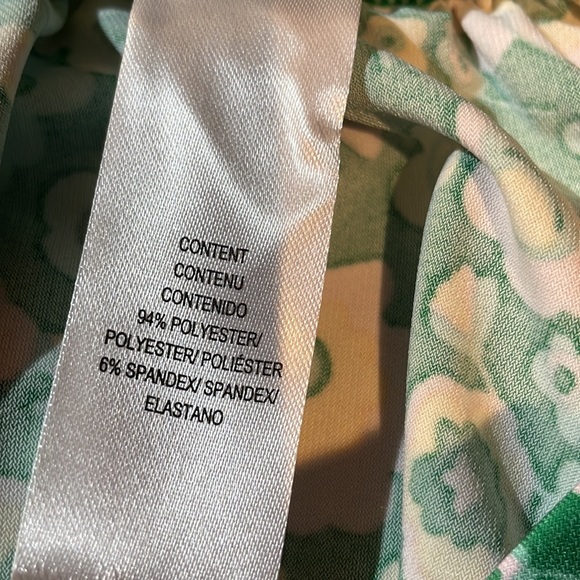 CONTENT
CONTENU
CONTENIDO
94% POLYESTER/
POLYESTER/ POLIÉSTER
6% SPANDEX/ SPANDEX/
ELASTANO